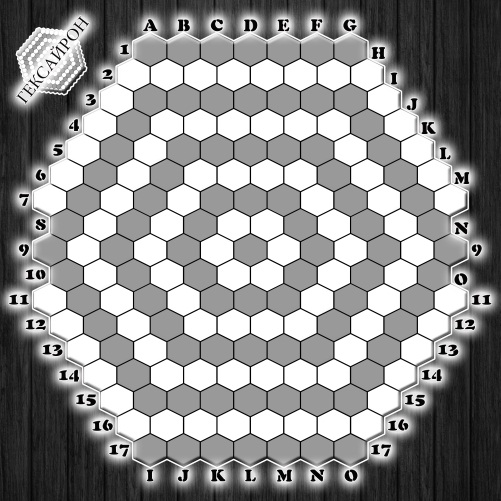 ГЕКСАЙРОН
A B C D E F G
1 H
2 I
3 J
4 K
5 L
6 M
7
8 N
9 9
10 O
11 11
12 12
13 13
14 14
15 15
16 16
17 17
I J K L M N O